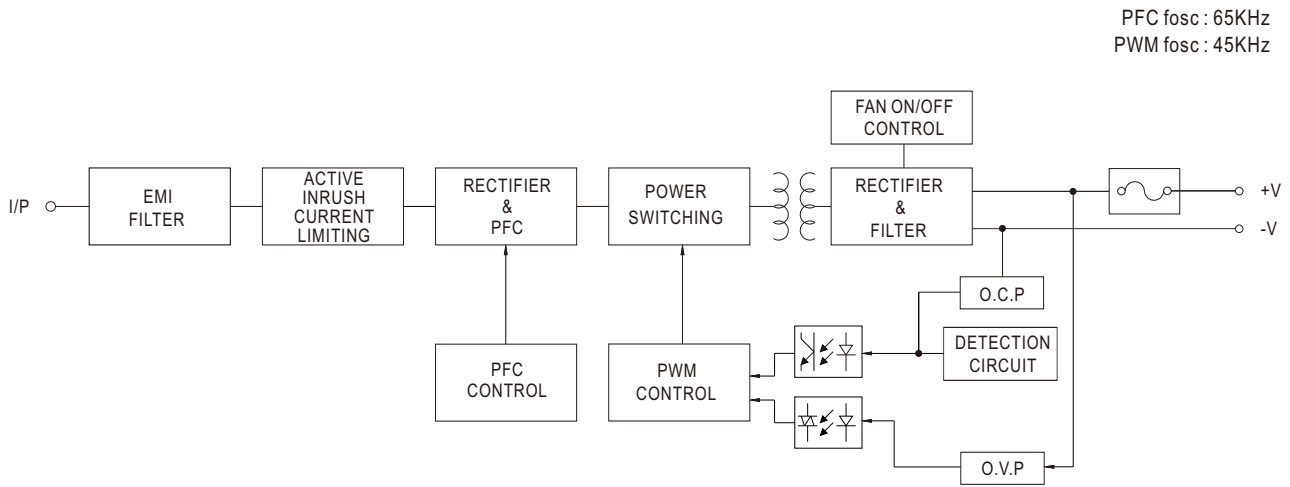 PFC fosc : 65KHz
PWM fosc : 45KHz
FAN ON/OFF
CONTROL
I/P
EMI
FILTER
ACTIVE
INRUSH
CURRENT
LIMITING
RECTIFIER
&
PFC
POWER
SWITCHING
RECTIFIER
&
FILTER
+V
-V
O.C.P
PFC
CONTROL
PWM
CONTROL
DETECTION
CIRCUIT
O.V.P